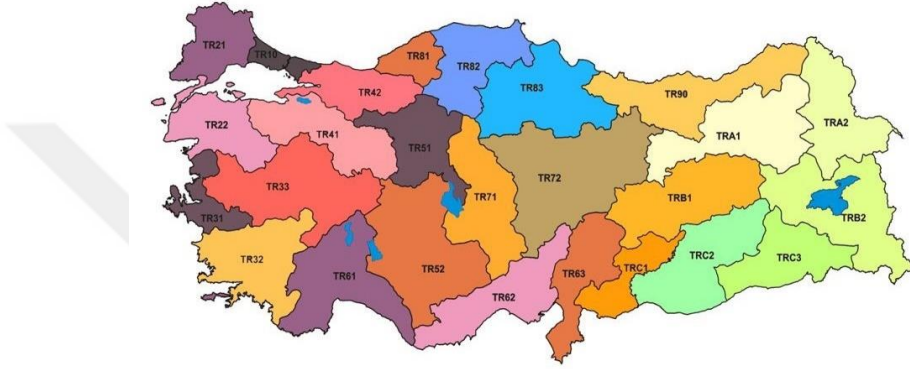 TR21
TR10
TR81
TR82
TR42
TR83
TR90
TR22
TR41
TR51
TRA1
TRA2
TR33
TR72
TR71
TRB1
TR31
TRB2
TR32
TR61
TR52
TR63
TRC1
TRC2
TRC3
TR62